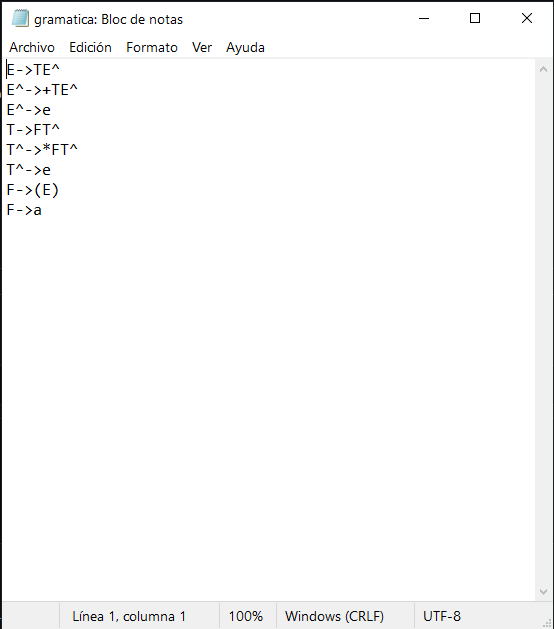 gramatica: Bloc de notas
Archivo Edición Formato Ver Ayuda
E->TE^
E^->+TE^
E^->e
T->FT^
T^->*FT^
T^->e
F->(E)
F->a
Línea 1, columna 1 100% Windows (CRLF) UTF-8